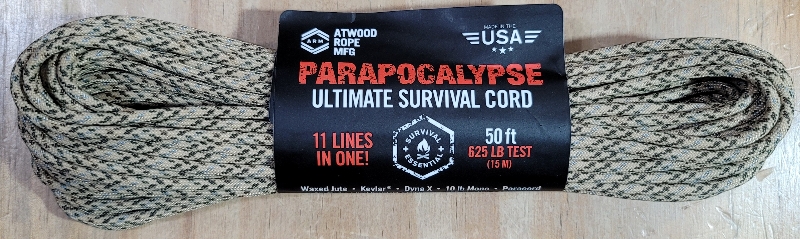 ARM
ATWOOD
ROPE
MFG
MADE IN THE
USA
PARAPOCALYPSE
ULTIMATE SURVIVAL CORD
11 LINES
IN ONE!
SURVIVAL
ESSENTIAL
50 ft
625 LB TEST
(15 M)
Waxed Jute • Kevlar® • Dyna X • 10 lb Mono • Paracord